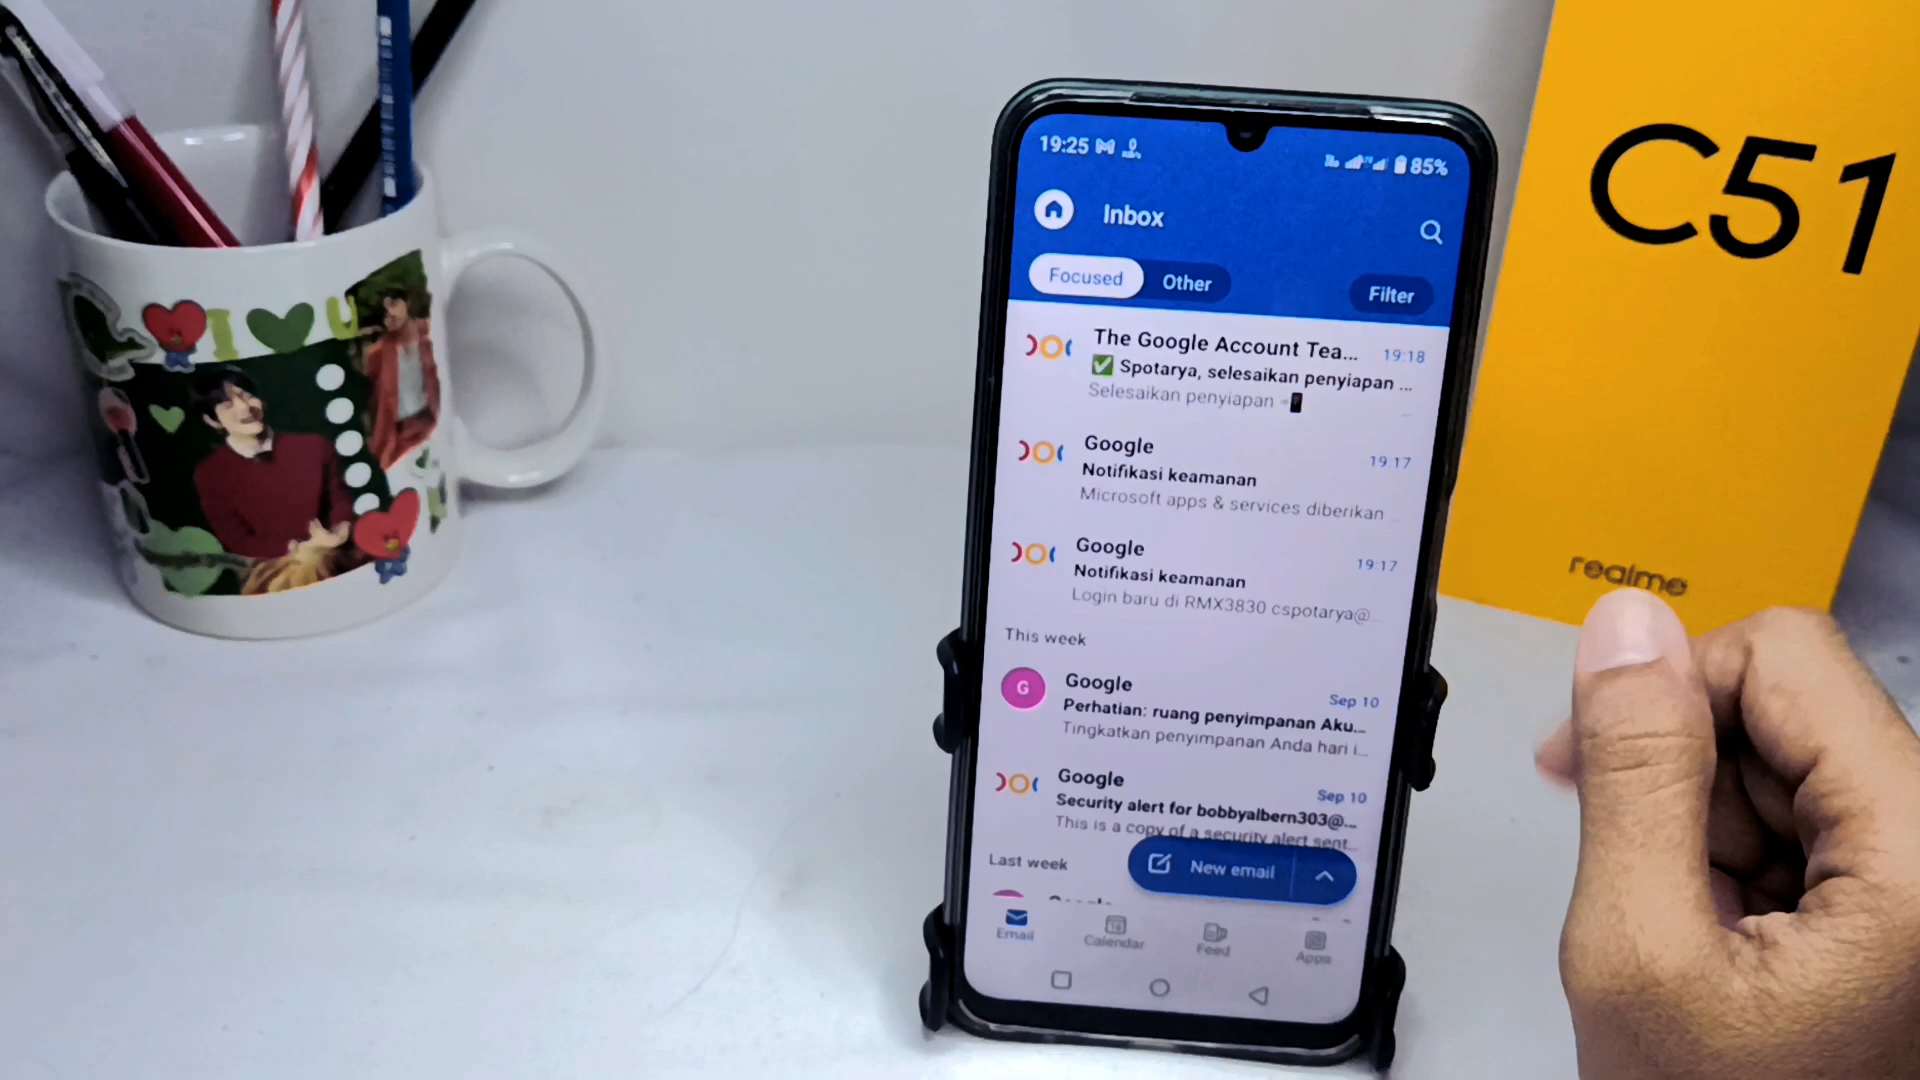 I U
19:25
85%
Inbox
Focused
Other
Filter
The Google Account Tea...
19:18
✅ Spotarya, selesaikan penyiapan ...
Selesaikan penyiapan
Google
19:17
Notifikasi keamanan
Microsoft apps & services diberikan
Google
19:17
Notifikasi keamanan
Login baru di RMX3830 cspotarya@
This week
G
Google
Sep 10
Perhatian: ruang penyimpanan Aku...
Tingkatkan penyimpanan Anda hari i...
Google
Sep 10
Security alert for bobbyalbern303@...
This is a copy of a security alert sent...
Last week
New email
Email
Calendar
Feed
Apps
C51
realme